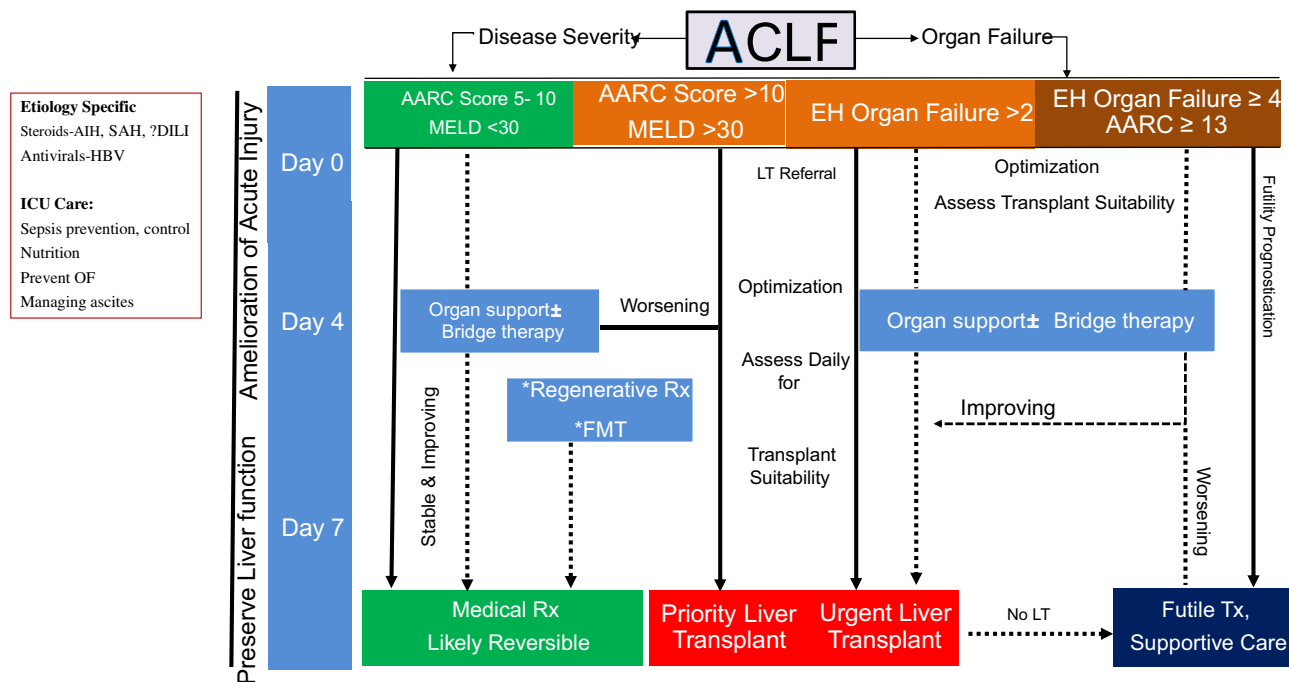 ACLF
Disease Severity
Organ Failure
Etiology Specific
Steroids-AIH, SAH, ?DILI
Antivirals-HBV
ICU Care:
Sepsis prevention, control
Nutrition
Prevent OF
Managing ascites
Amelioration of Acute Injury
Preserve Liver function
Day 0
Day 4
Day 7
AARC Score 5- 10
MELD <30
AARC Score >10
MELD >30
EH Organ Failure >2
EH Organ Failure ≥ 4
AARC ≥ 13
LT Referral
Optimization
Assess Transplant Suitability
Futility Prognostication
Organ support±
Bridge therapy
Worsening
Optimization
Organ support± Bridge therapy
Assess Daily
for
Transplant
Suitability
*Regenerative Rx
*FMT
Improving
Stable & Improving
Worsening
Medical Rx
Likely Reversible
Priority Liver
Transplant
Urgent Liver
Transplant
No LT
Futile Tx,
Supportive Care